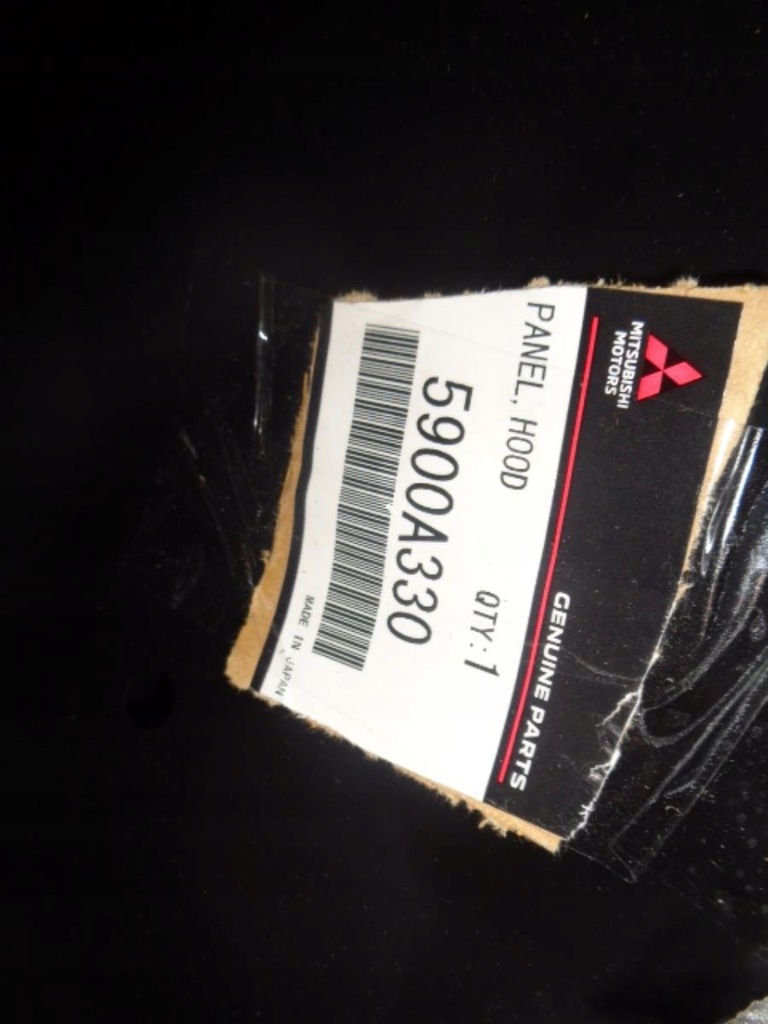 MITSUBISHI
MOTORS
GENUINE PARTS
PANEL, HOOD
QTY:1
5900A330
MADE IN JAPAN